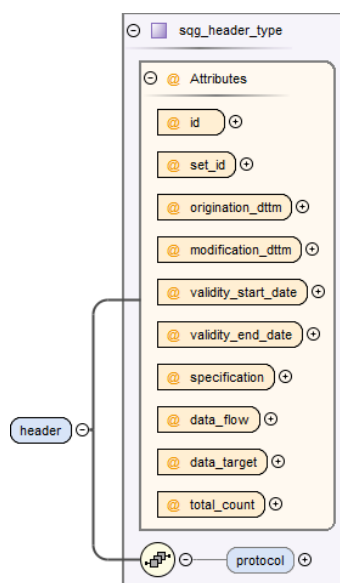 sqg_header_type
@ Attributes
@ id
@ set_id
@ origination_dttm
@ modification_dttm
@ validity_start_date
@ validity_end_date
@ specification
@ data_flow
@ data_target
@ total_count
header
protocol